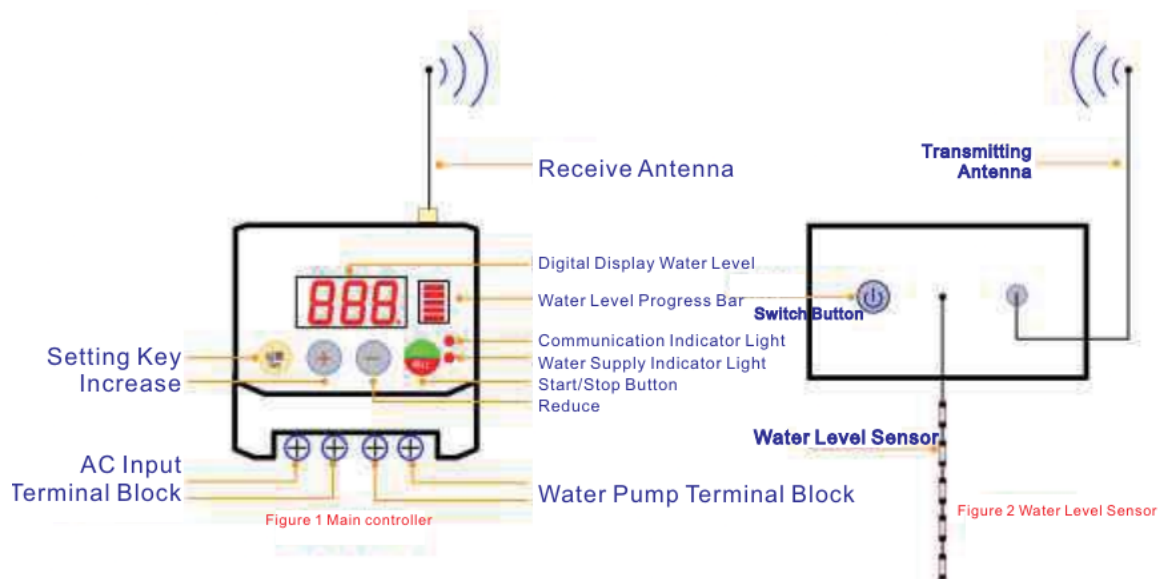 Receive Antenna
Transmitting
Antenna
Digital Display Water Level
Water Level Progress Bar
Switch Button
Communication Indicator Light
Setting Key
Water Supply Indicator Light
Increase
Start/Stop Button
Reduce
888.
Water Level Sensor
AC Input
Terminal Block
Water Pump Terminal Block
Figure 1 Main controller
Figure 2 Water Level Sensor